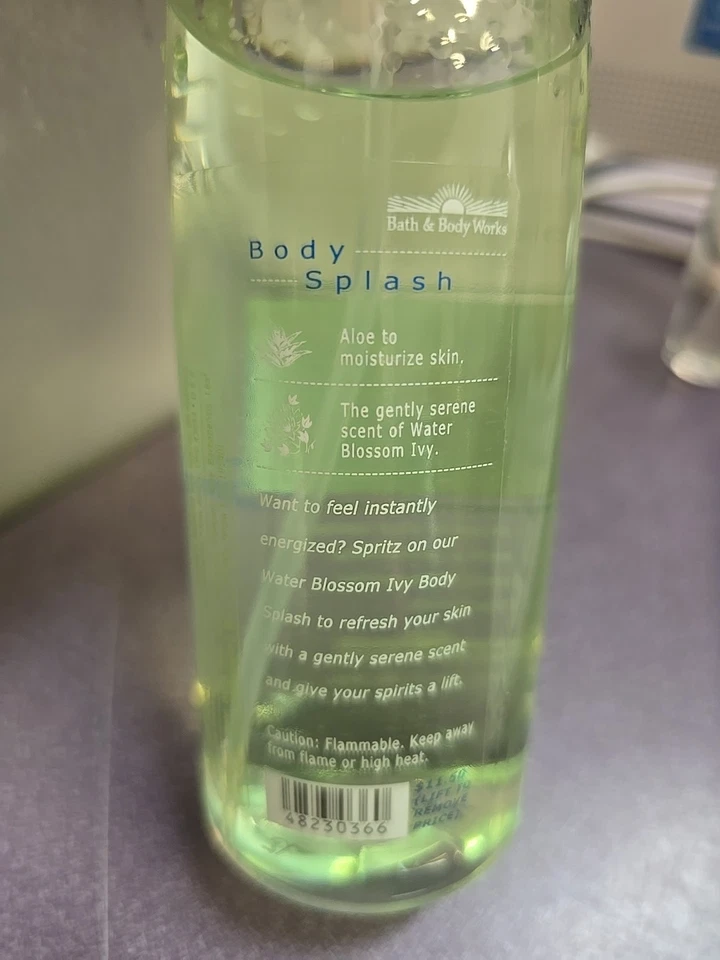 Bath & Body Works
Body
Splash
Aloe to
moisturize skin.
The gently serene
scent of Water
Blossom Ivy.
Want to feel instantly
energized? Spritz on our
Water Blossom Ivy Body
Splash to refresh your skin
with a gently serene scent
and give your spirits a lift.
Caution: Flammable. Keep away
from flame or high heat.
48230366
REMOVE
PRICE)